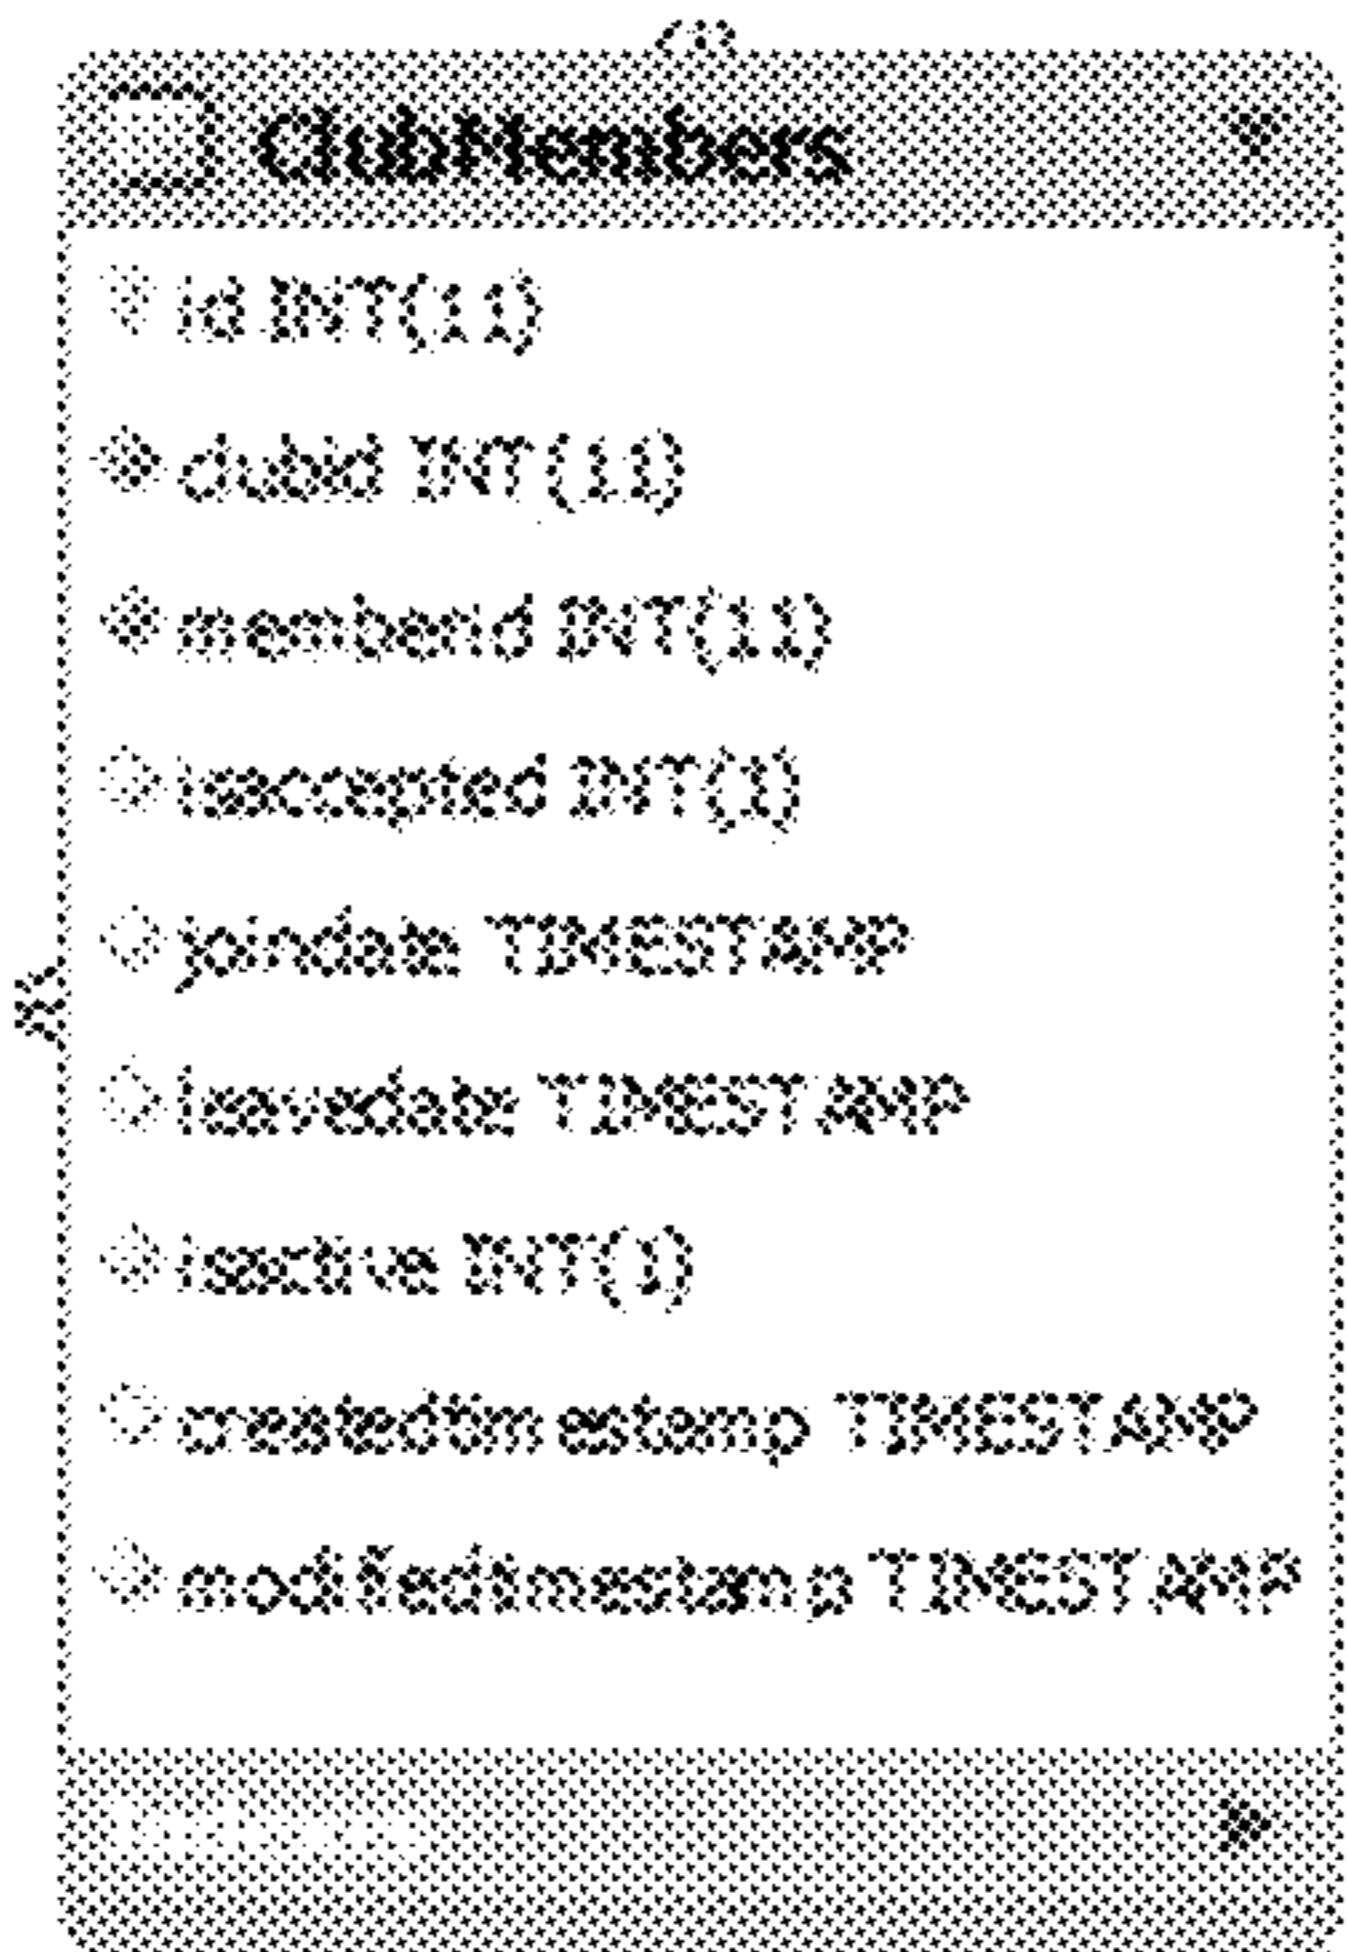 ClubMembers
id INT(11)
clubid INT(11)
memberid INT(11)
isaccepted INT(1)
joindate TIMESTAMP
leavedate TIMESTAMP
isactive INT(1)
createdtimestamp TIMESTAMP
modifiedtimestamp TIMESTAMP